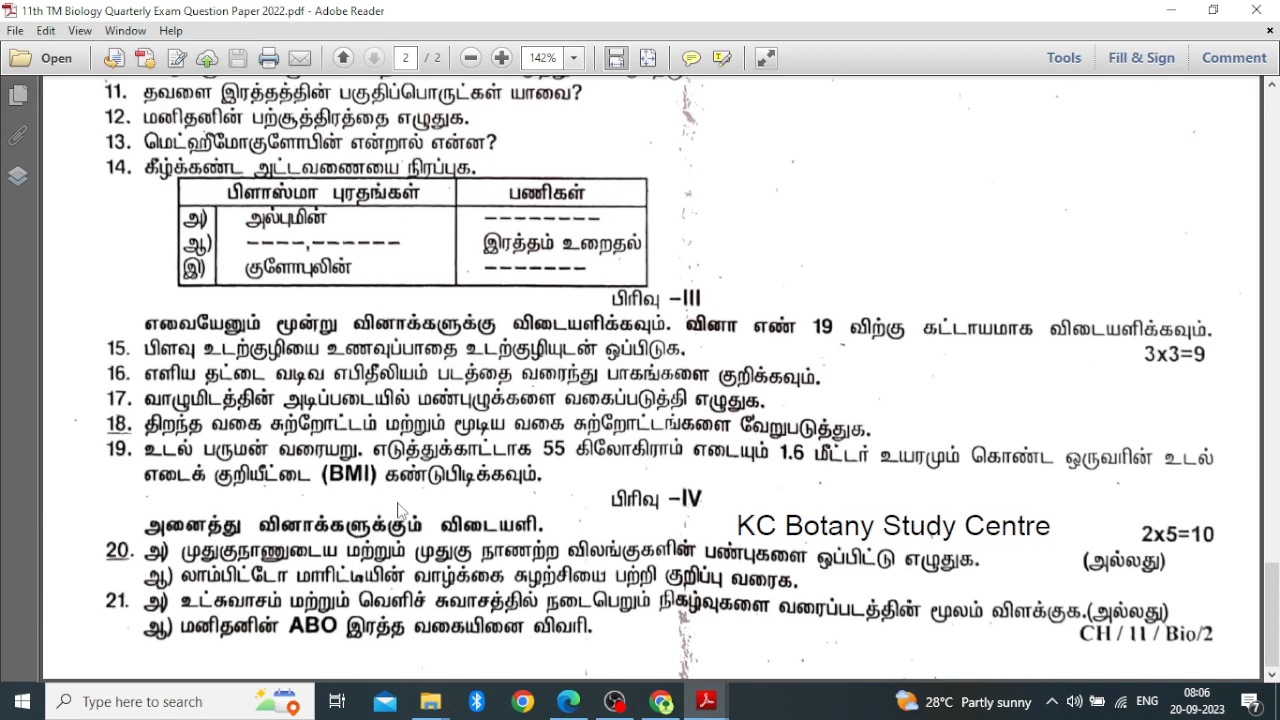 11th TM Biology Quarterly Exam Question Paper 2022.pdf - Adobe Reader
File Edit View Window Help
Open 2 / 2 142% Tools Fill & Sign Comment
11. தவளை இரத்தத்தின் பகுதிப்பொருட்கள் யாவை?
12. மனிதனின் பற்சூத்திரத்தை எழுதுக.
13. மெட்ஹீமோகுளோபின் என்றால் என்ன?
14. கீழ்க்கண்ட அட்டவணையை நிரப்புக.
பிளாஸ்மா புரதங்கள் பணிகள்
அ) அல்புமின் --------
ஆ) ----,------ இரத்தம் உறைதல்
இ) குளோபுலின் -------
பிரிவு -III
எவையேனும் மூன்று வினாக்களுக்கு விடையளிக்கவும். வினா எண் 19 விற்கு கட்டாயமாக விடையளிக்கவும்.
3x3=9
15. பிளவு உடற்குழியை உணவுப்பாதை உடற்குழியுடன் ஒப்பிடுக.
16. எளிய தட்டை வடிவ எபிதீலியம் படத்தை வரைந்து பாகங்களை குறிக்கவும்.
17. வாழுமிடத்தின் அடிப்படையில் மண்புழுக்களை வகைப்படுத்தி எழுதுக.
18. திறந்த வகை சுற்றோட்டம் மற்றும் மூடிய வகை சுற்றோட்டங்களை வேறுபடுத்துக.
19. உடல் பருமன் வரையறு. எடுத்துக்காட்டாக 55 கிலோகிராம் எடையும் 1.6 மீட்டர் உயரமும் கொண்ட ஒருவரின் உடல்
எடைக் குறியீட்டை (BMI) கண்டுபிடிக்கவும்.
பிரிவு -IV
அனைத்து வினாக்களுக்கும் விடையளி. KC Botany Study Centre 2x5=10
20. அ) முதுகுநாணுடைய மற்றும் முதுகு நாணற்ற விலங்குகளின் பண்புகளை ஒப்பிட்டு எழுதுக. (அல்லது)
ஆ) லாம்பிட்டோ மாரிட்டியின் வாழ்க்கை சுழற்சியை பற்றி குறிப்பு வரைக.
21. அ) உட்சுவாசம் மற்றும் வெளிச் சுவாசத்தில் நடைபெறும் நிகழ்வுகளை வரைப்படத்தின் மூலம் விளக்குக.(அல்லது)
ஆ) மனிதனின் ABO இரத்த வகையினை விவரி.
CH / 11 / Bio/2
Type here to search 28°C Partly sunny ENG 08:06
20-09-2023 7